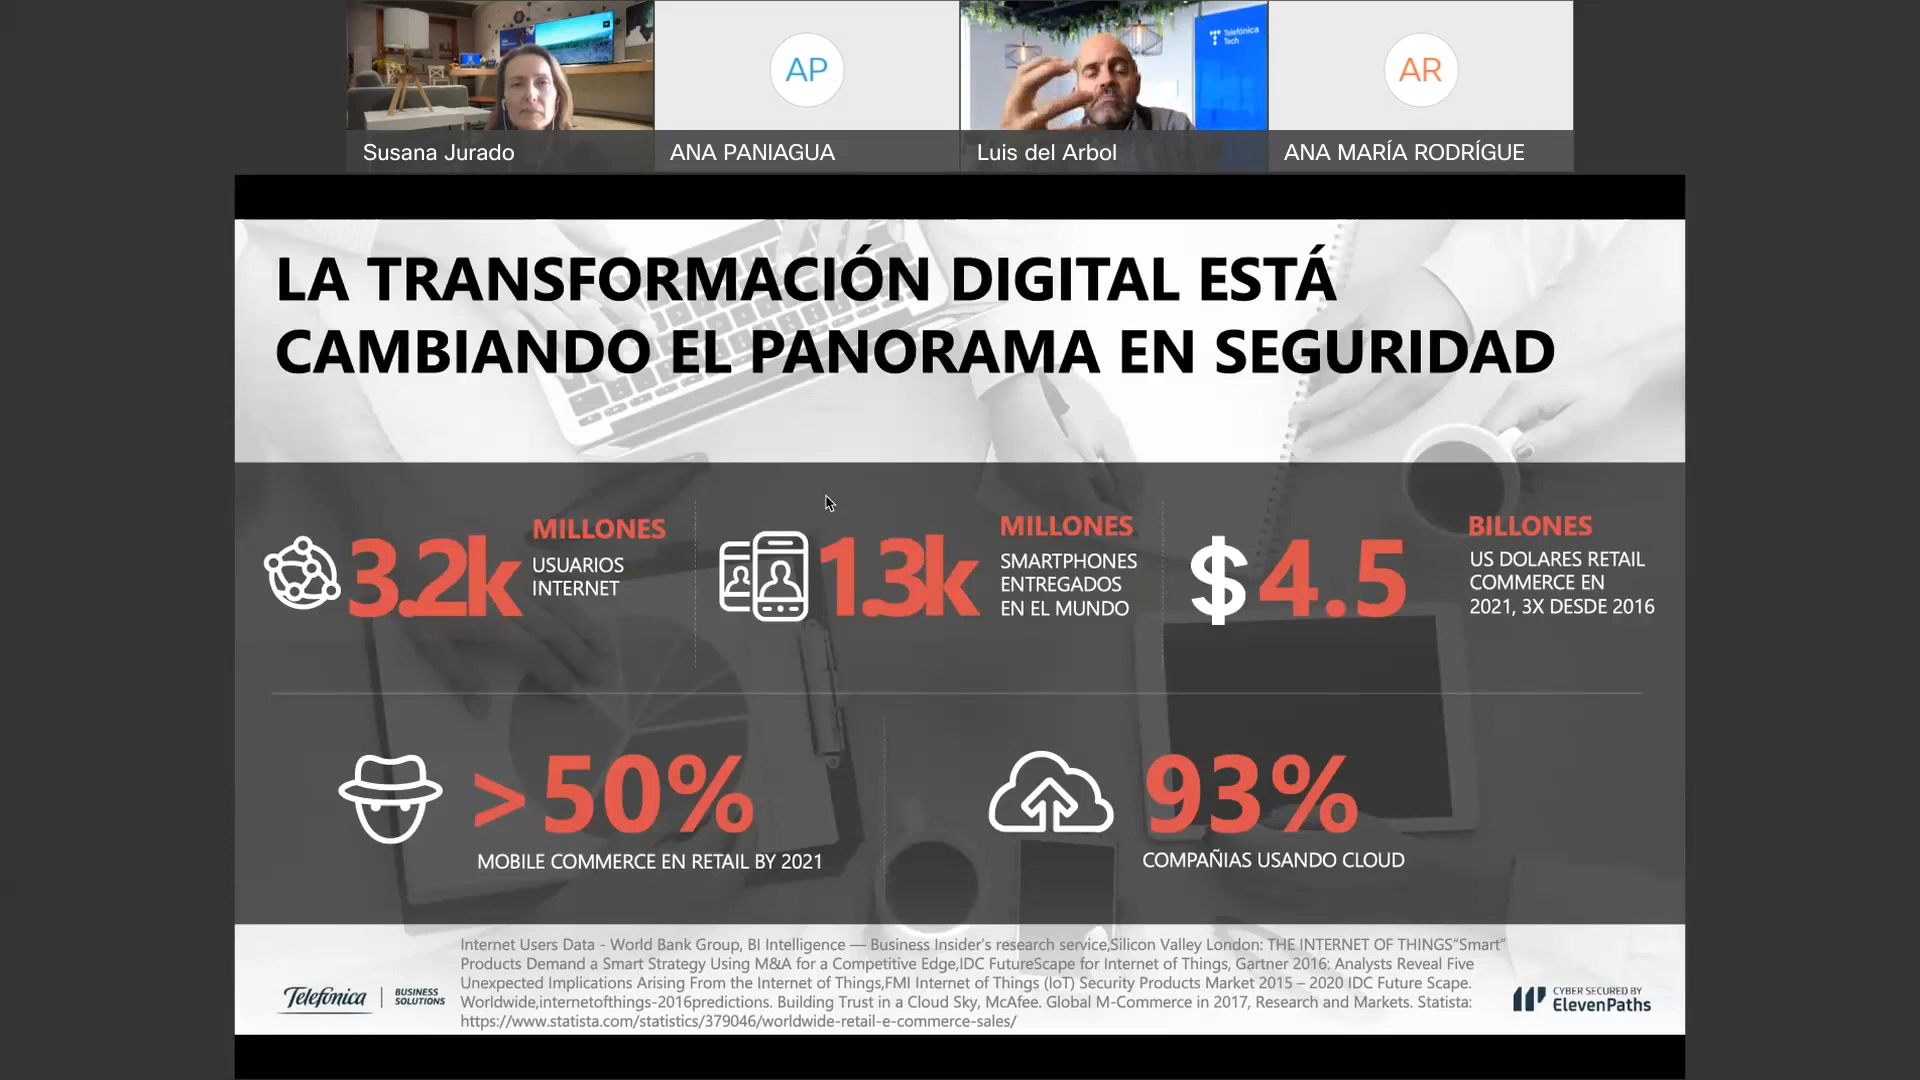 Telefónica
Tech
AP
AR
Susana Jurado
ANA PANIAGUA
Luis del Arbol
ANA MARÍA RODRÍGUE
LA TRANSFORMACIÓN DIGITAL ESTÁ
CAMBIANDO EL PANORAMA EN SEGURIDAD
3.2k
MILLONES
USUARIOS
INTERNET
1.3k
MILLONES
SMARTPHONES
ENTREGADOS
EN EL MUNDO
$4.5
BILLONES
US DOLARES RETAIL
COMMERCE EN
2021, 3X DESDE 2016
>50%
MOBILE COMMERCE EN RETAIL BY 2021
93%
COMPAÑIAS USANDO CLOUD
Internet Users Data - World Bank Group, BI Intelligence — Business Insider’s research service,Silicon Valley London: THE INTERNET OF THINGS“Smart”
Products Demand a Smart Strategy Using M&A for a Competitive Edge,IDC FutureScape for Internet of Things, Gartner 2016: Analysts Reveal Five
Unexpected Implications Arising From the Internet of Things,FMI Internet of Things (IoT) Security Products Market 2015 – 2020 IDC Future Scape.
Worldwide,internetofthings-2016predictions. Building Trust in a Cloud Sky, McAfee. Global M-Commerce in 2017, Research and Markets. Statista:
https://www.statista.com/statistics/379046/worldwide-retail-e-commerce-sales/
Telefónica
BUSINESS
SOLUTIONS
CYBER SECURED BY
ElevenPaths